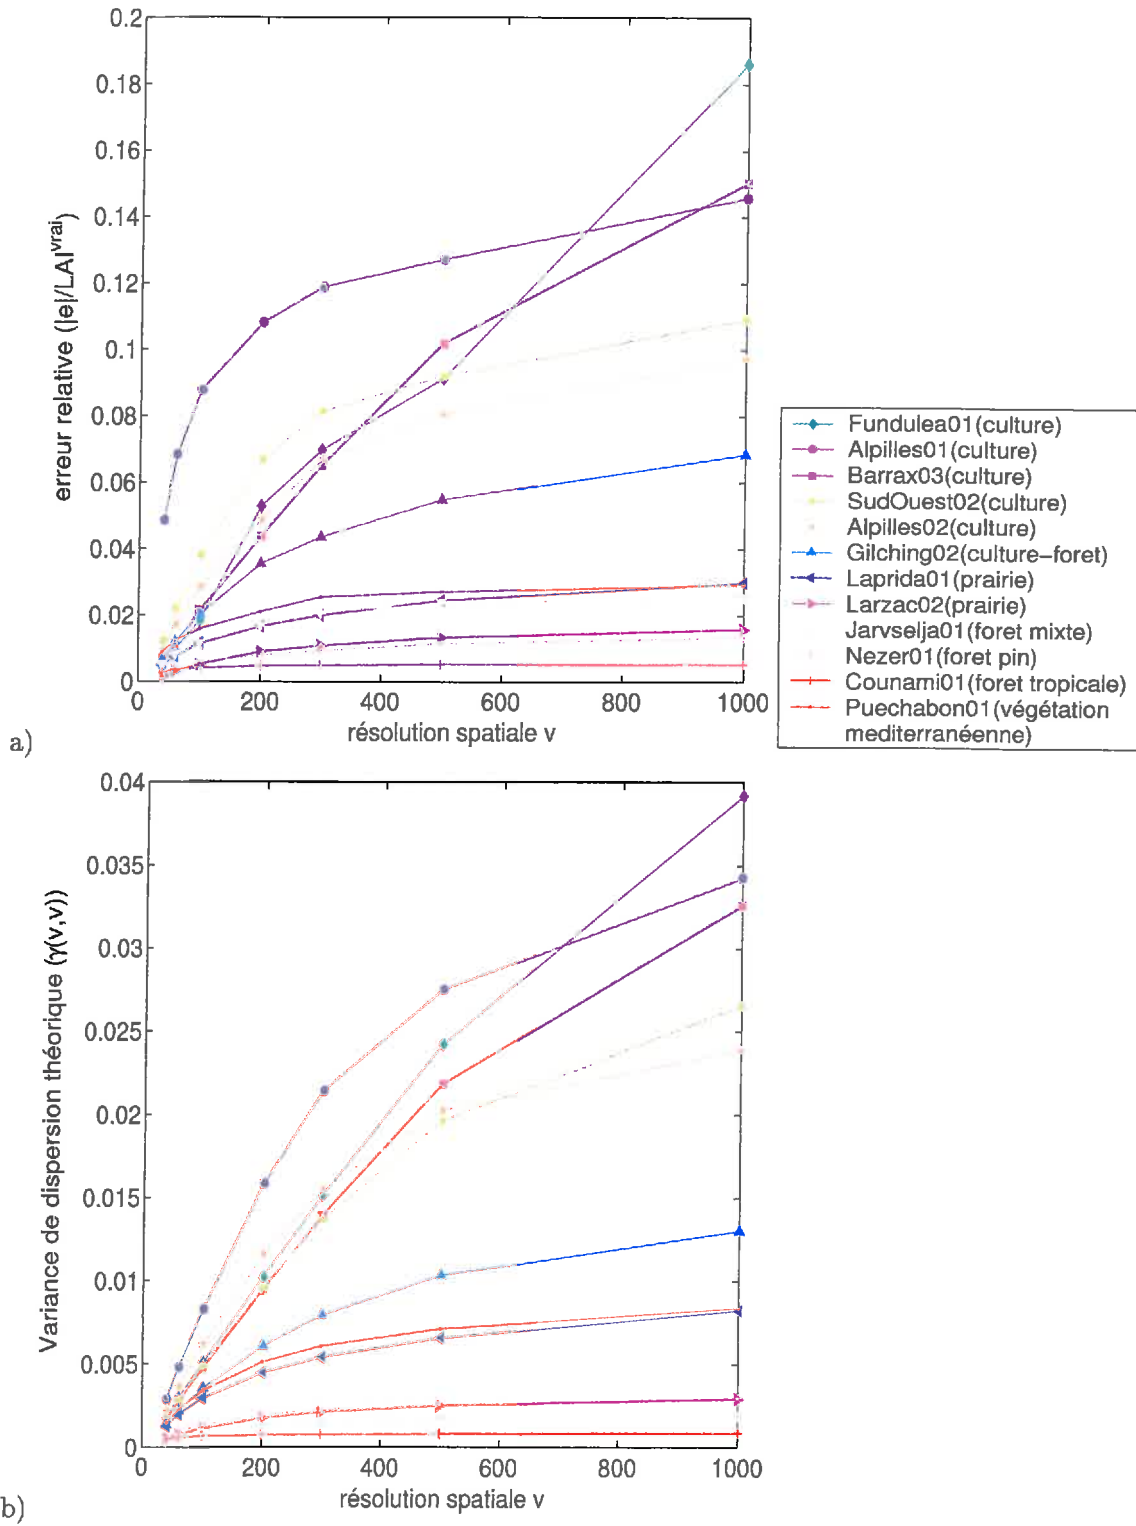 0.2
0.18
0.16
0.14
0.12
0.1
0.08
0.06
0.04
0.02
0
erreur relative (|e|/LAI^vrai)
0 200 400 600 800 1000
résolution spatiale v
a)
Fundulea01(culture)
Alpilles01(culture)
Barrax03(culture)
SudOuest02(culture)
Alpilles02(culture)
Gilching02(culture-foret)
Laprida01(prairie)
Larzac02(prairie)
Jarvselja01(foret mixte)
Nezer01(foret pin)
Counami01(foret tropicale)
Puechabon01(végétation
mediterranéenne)
0.04
0.035
0.03
0.025
0.02
0.015
0.01
0.005
0
Variance de dispersion théorique (γ(v,v))
0 200 400 600 800 1000
résolution spatiale v
b)